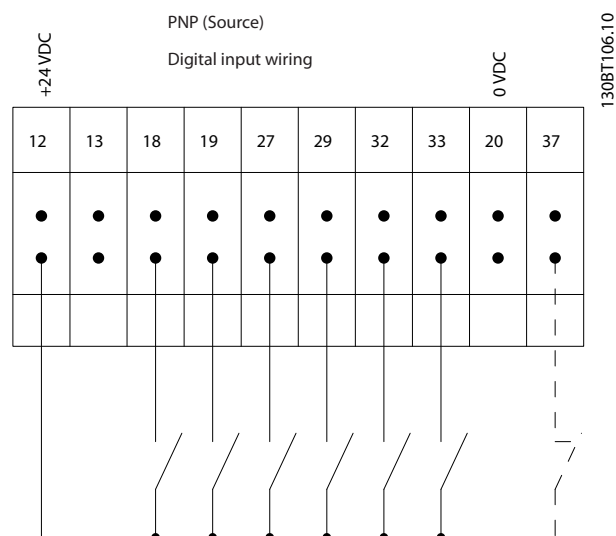 PNP (Source)
Digital input wiring
+24 VDC
0 VDC
130BT106.10
12 13 18 19 27 29 32 33 20 37